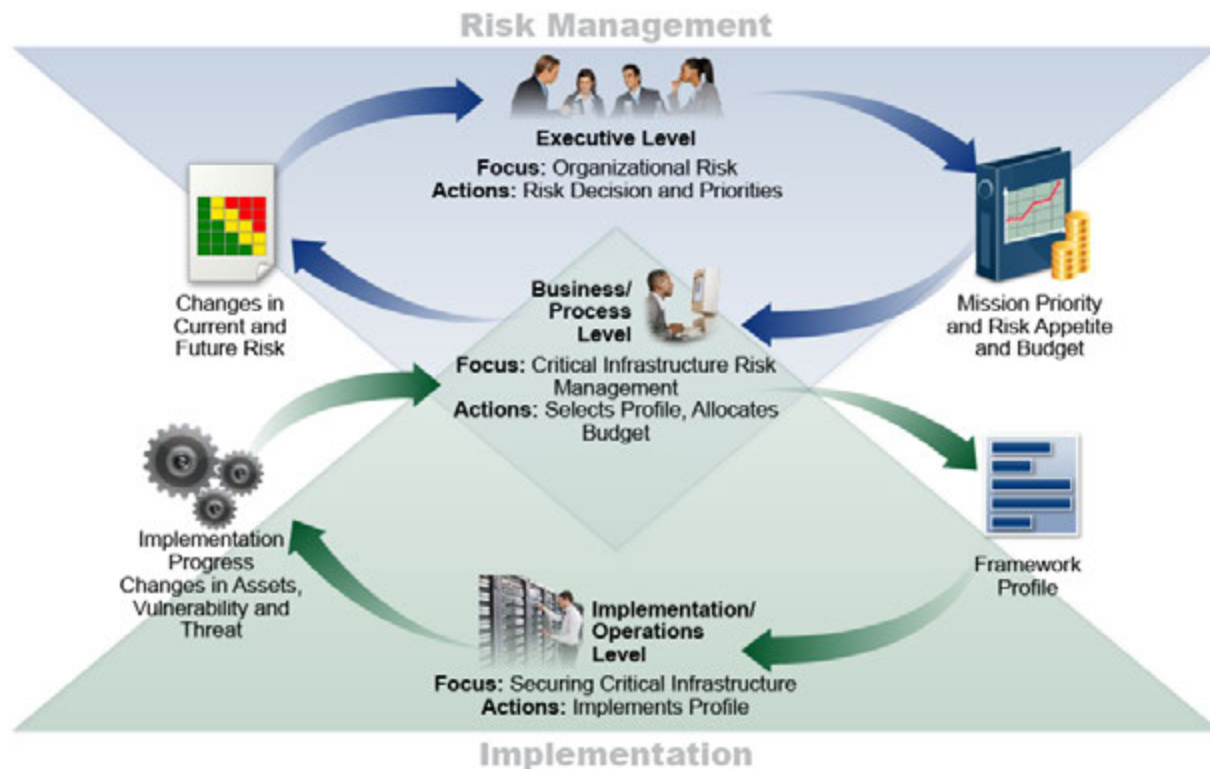 Risk Management
Executive Level
Focus: Organizational Risk
Actions: Risk Decision and Priorities
Changes in
Current and
Future Risk
Business/
Process
Level
Focus: Critical Infrastructure Risk
Management
Actions: Selects Profile, Allocates
Budget
Mission Priority
and Risk Appetite
and Budget
Implementation
Progress
Changes in Assets,
Vulnerability and
Threat
Framework
Profile
Implementation/
Operations
Level
Focus: Securing Critical Infrastructure
Actions: Implements Profile
Implementation